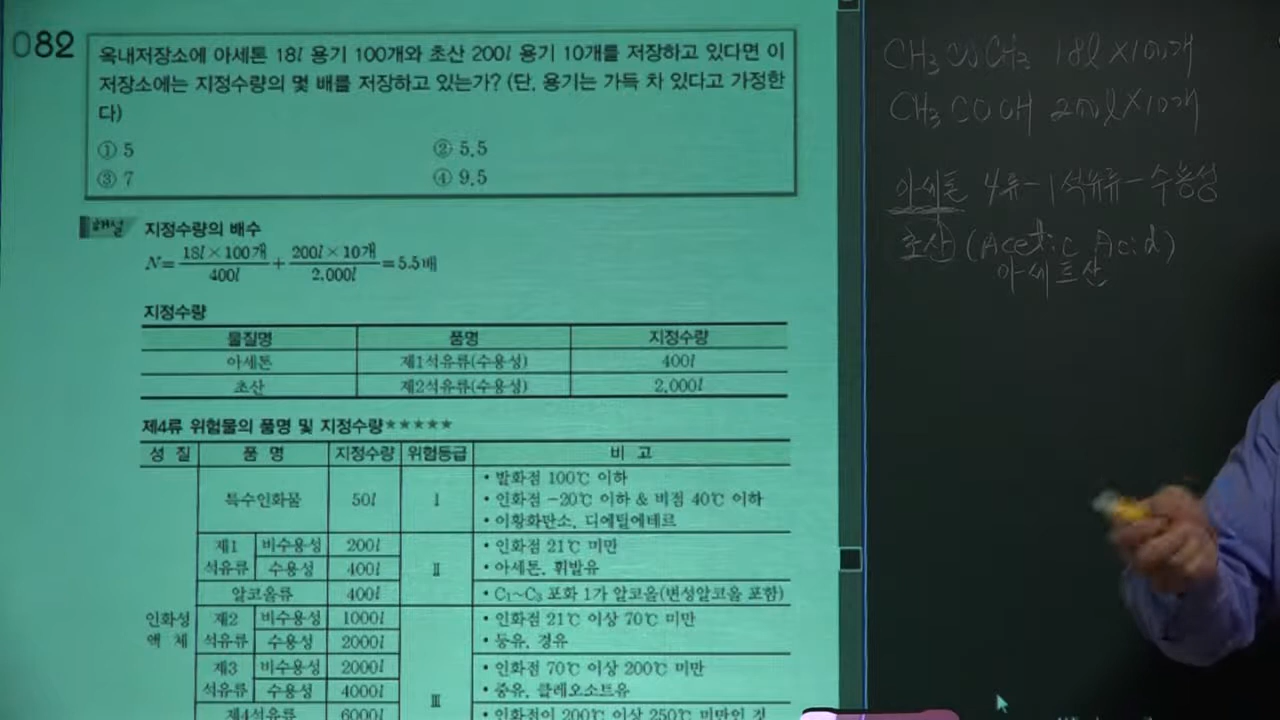 082
옥내저장소에 아세톤 18l 용기 100개와 초산 200l 용기 10개를 저장하고 있다면 이
저장소에는 지정수량의 몇 배를 저장하고 있는가? (단, 용기는 가득 차 있다고 가정한
다)
① 5 ② 5.5
③ 7 ④ 9.5
해설 지정수량의 배수
N= 18l×100개/400l + 200l×10개/2,000l =5.5배
지정수량
물질명 품명 지정수량
아세톤 제1석유류(수용성) 400l
초산 제2석유류(수용성) 2,000l
제4류 위험물의 품명 및 지정수량★★★★★
성 질 품 명 지정수량 위험등급 비 고
특수인화물 50l Ⅰ
• 발화점 100℃ 이하
• 인화점 -20℃ 이하 & 비점 40℃ 이하
• 이황화탄소, 디에틸에테르
제1 비수용성 200l • 인화점 21℃ 미만
석유류 수용성 400l Ⅱ • 아세톤, 휘발유
알코올류 400l • C₁~C₃ 포화 1가 알코올(변성알코올 포함)
인화성 제2 비수용성 1000l • 인화점 21℃ 이상 70℃ 미만
액 체 석유류 수용성 2000l • 등유, 경유
제3 비수용성 2000l • 인화점 70℃ 이상 200℃ 미만
석유류 수용성 4000l Ⅲ • 중유, 클레오소트유
제4석유류 6000l • 인화점이 200℃ 이상 250℃ 미만인 것
CH₃COCH₃ 18l×100개
CH₃COOH 200l×10개
아세톤 4류-1석유류-수용성
초산 (Acetic Acid)
아세트산